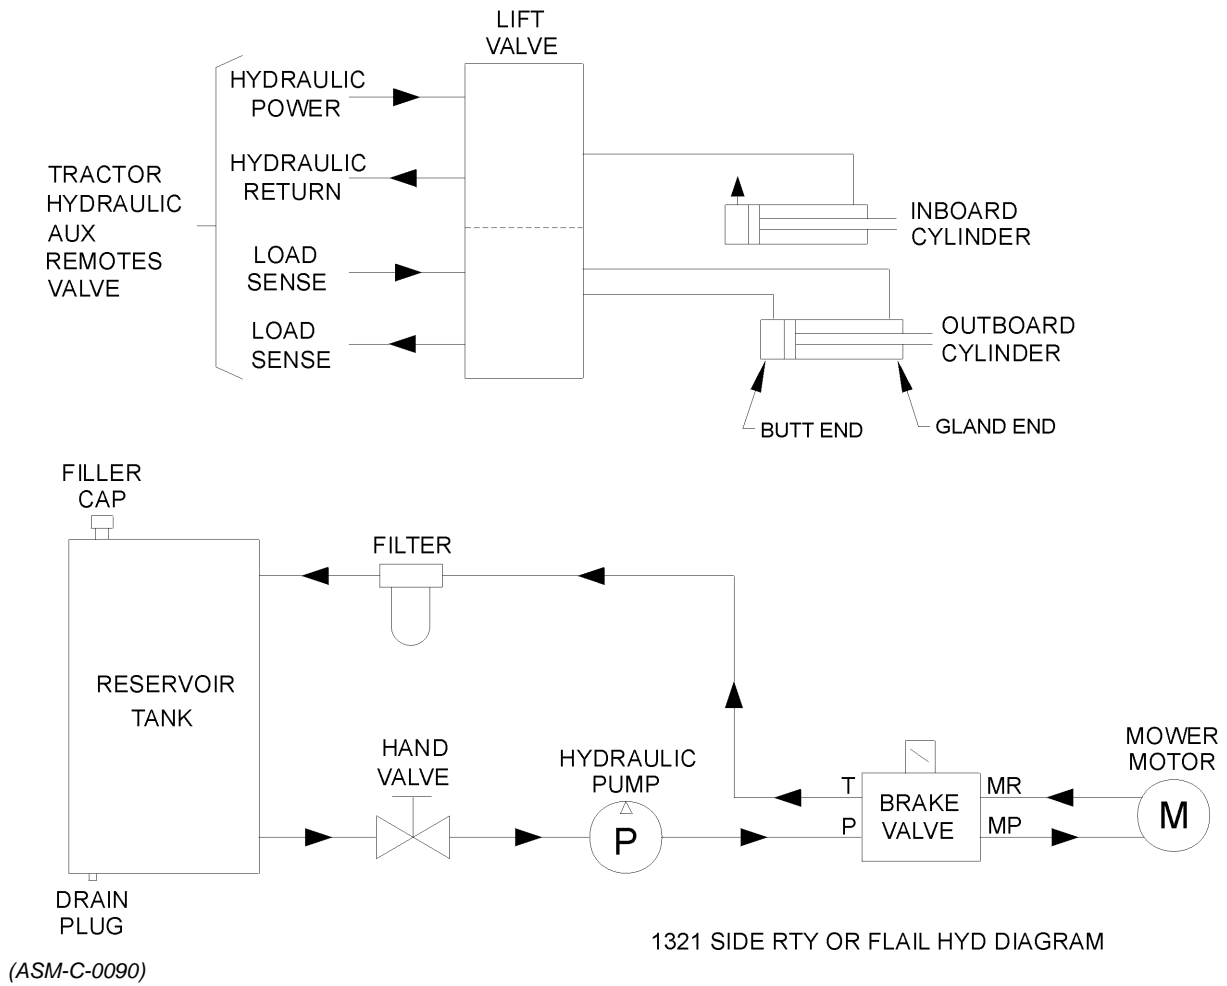 LIFT
VALVE
HYDRAULIC
POWER
HYDRAULIC
RETURN
TRACTOR
HYDRAULIC
AUX
REMOTES
VALVE
LOAD
SENSE
LOAD
SENSE
INBOARD
CYLINDER
OUTBOARD
CYLINDER
BUTT END
GLAND END
FILLER
CAP
FILTER
RESERVOIR
TANK
HAND
VALVE
HYDRAULIC
PUMP
P
T
P
BRAKE
VALVE
MR
MP
MOWER
MOTOR
M
DRAIN
PLUG
1321 SIDE RTY OR FLAIL HYD DIAGRAM
(ASM-C-0090)